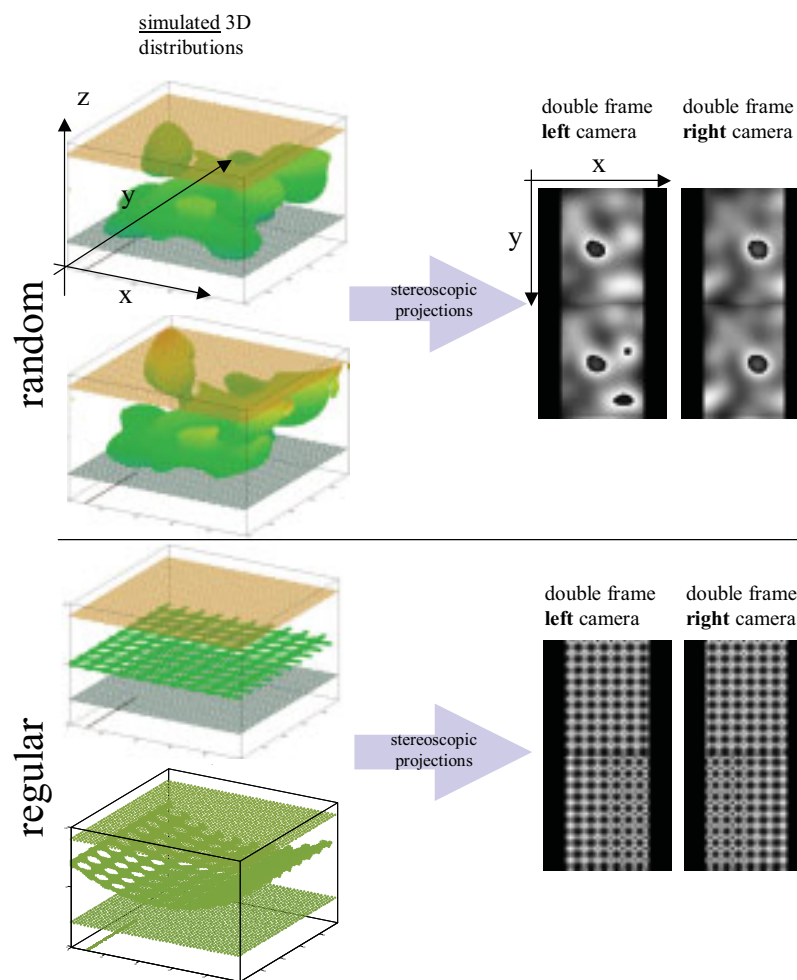 simulated 3D
distributions
z
y
x
random
stereoscopic
projections
double frame
left camera
double frame
right camera
x
y
regular
stereoscopic
projections
double frame
left camera
double frame
right camera